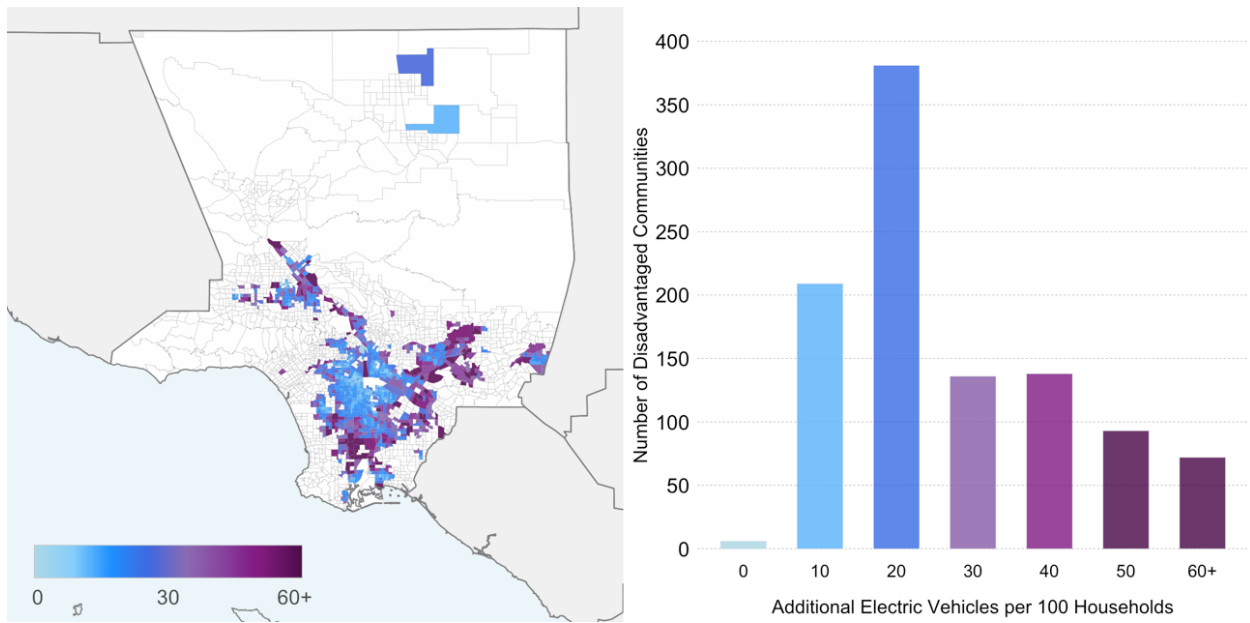 0 30 60+
Number of Disadvantaged Communities
400
350
300
250
200
150
100
50
0
0 10 20 30 40 50 60+
Additional Electric Vehicles per 100 Households